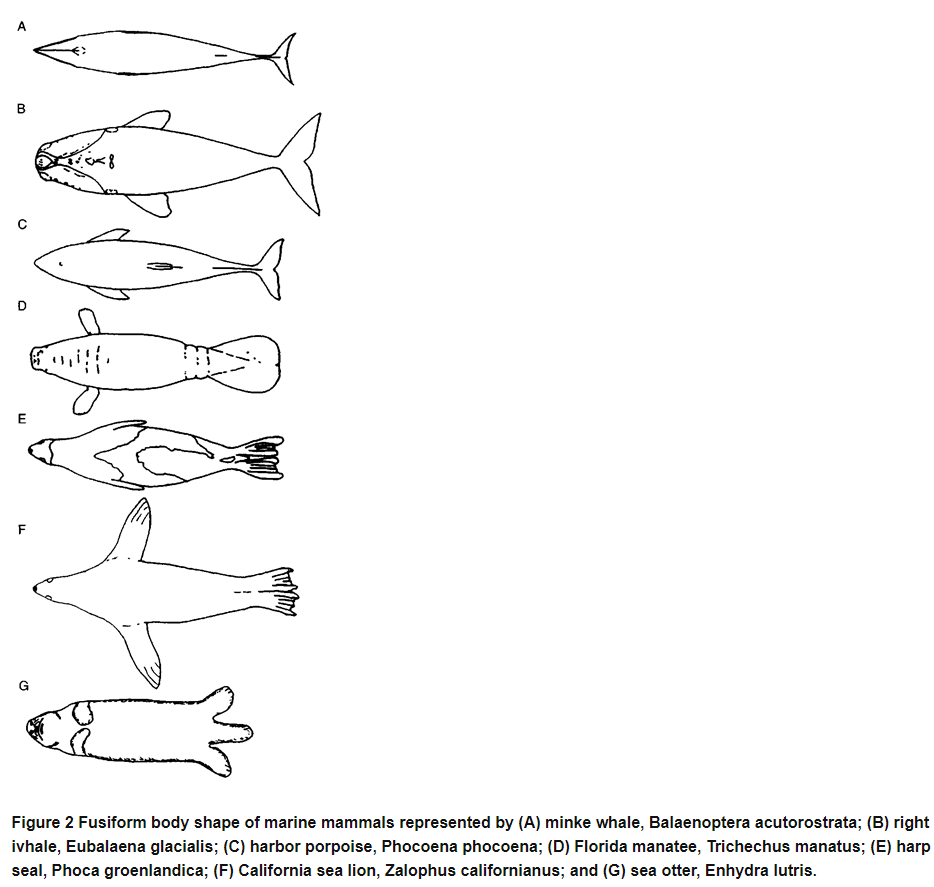 A
B
C
D
E
F
G
Figure 2 Fusiform body shape of marine mammals represented by (A) minke whale, Balaenoptera acutorostrata; (B) right
ivhale, Eubalaena glacialis; (C) harbor porpoise, Phocoena phocoena; (D) Florida manatee, Trichechus manatus; (E) harp
seal, Phoca groenlandica; (F) California sea lion, Zalophus californianus; and (G) sea otter, Enhydra lutris.